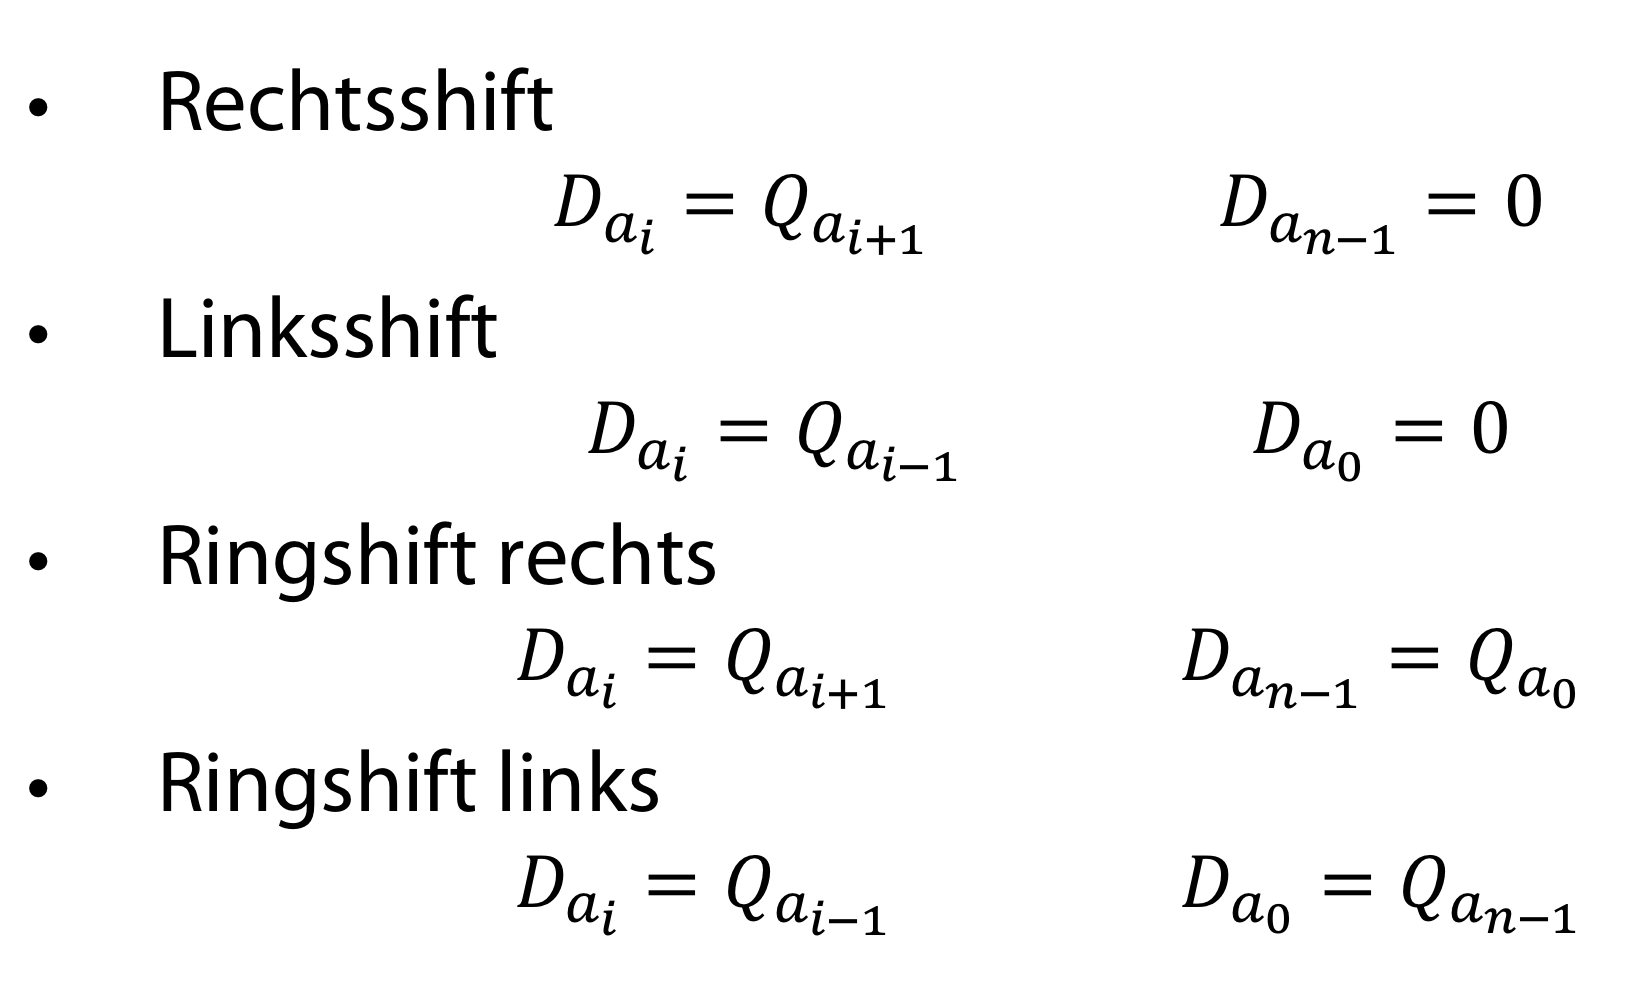 • Rechtsshift
$D_{a_i} = Q_{a_{i+1}}$ $D_{a_{n-1}} = 0$
• Linksshift
$D_{a_i} = Q_{a_{i-1}}$ $D_{a_0} = 0$
• Ringshift rechts
$D_{a_i} = Q_{a_{i+1}}$ $D_{a_{n-1}} = Q_{a_0}$
• Ringshift links
$D_{a_i} = Q_{a_{i-1}}$ $D_{a_0} = Q_{a_{n-1}}$